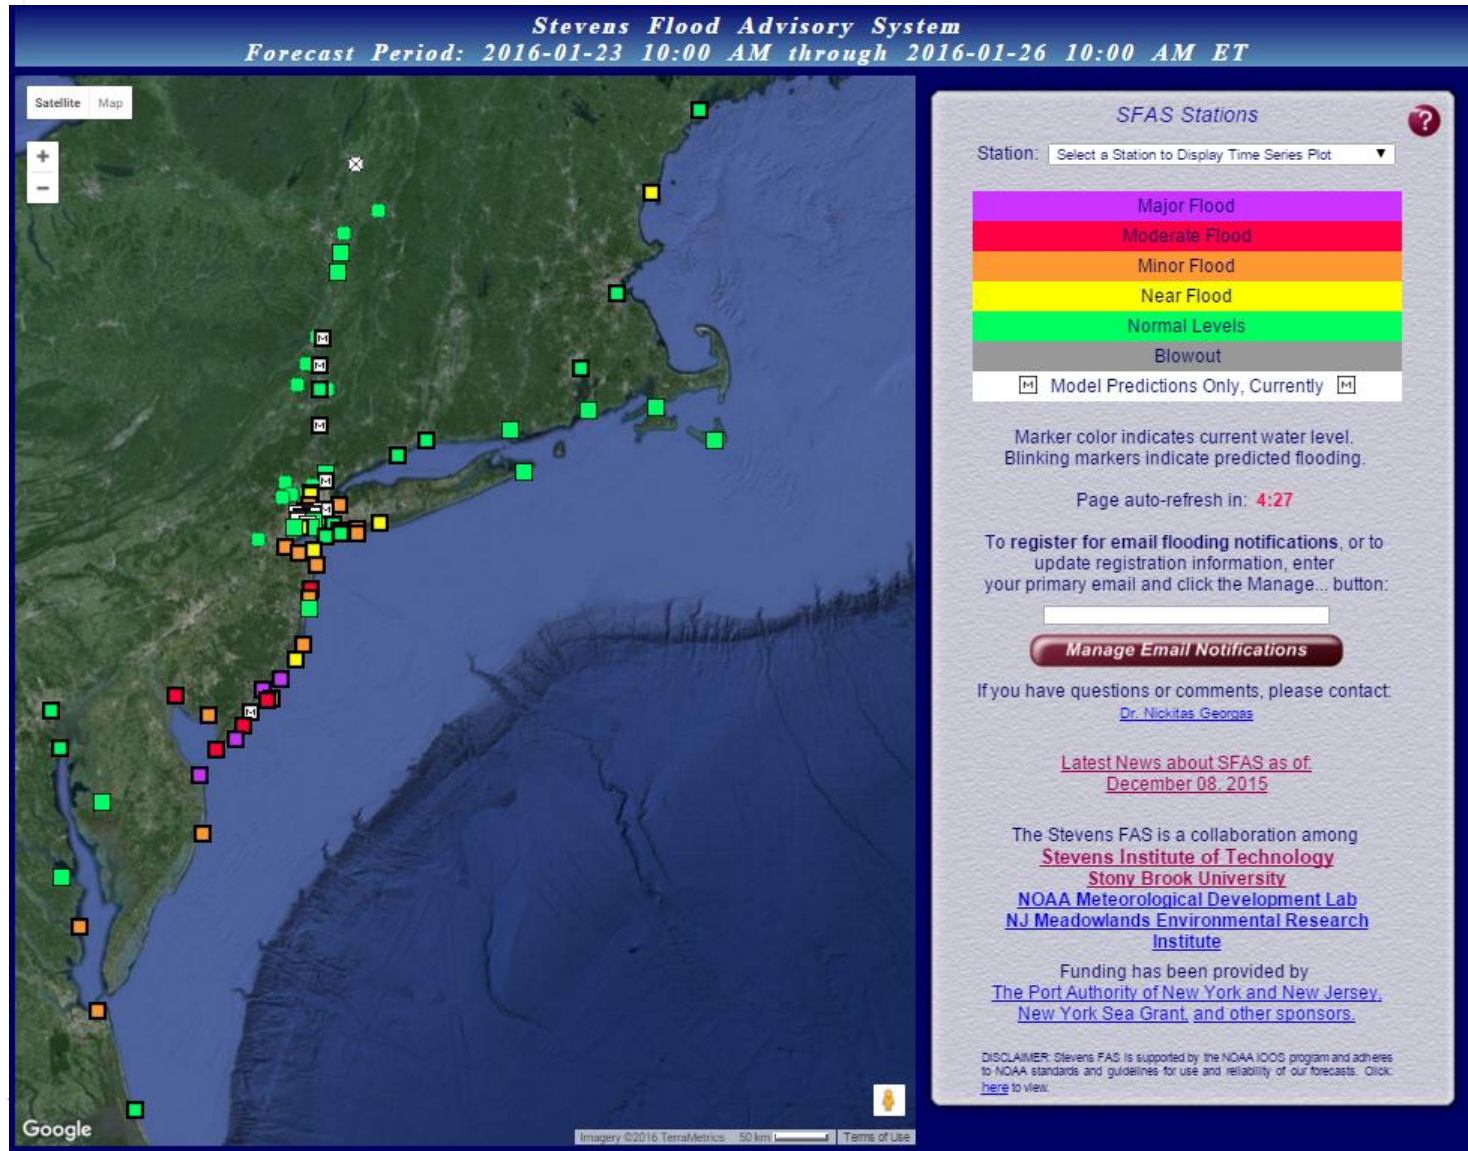 Stevens Flood Advisory System
Forecast Period: 2016-01-23 10:00 AM through 2016-01-26 10:00 AM ET
Satellite Map
+
−
M
M
M
M
M
M
Google
Imagery ©2016 TerraMetrics 50 km Terms of Use
SFAS Stations
?
Station: Select a Station to Display Time Series Plot
Major Flood
Moderate Flood
Minor Flood
Near Flood
Normal Levels
Blowout
M Model Predictions Only, Currently M
Marker color indicates current water level.
Blinking markers indicate predicted flooding.
Page auto-refresh in: 4:27
To register for email flooding notifications, or to
update registration information, enter
your primary email and click the Manage... button:
Manage Email Notifications
If you have questions or comments, please contact:
Dr. Nickitas Georgas
Latest News about SFAS as of:
December 08, 2015
The Stevens FAS is a collaboration among
Stevens Institute of Technology
Stony Brook University
NOAA Meteorological Development Lab
NJ Meadowlands Environmental Research
Institute
Funding has been provided by
The Port Authority of New York and New Jersey,
New York Sea Grant, and other sponsors.
DISCLAIMER: Stevens FAS is supported by the NOAA IOOS program and adheres
to NOAA standards and guidelines for use and reliability of our forecasts. Click
here to view.